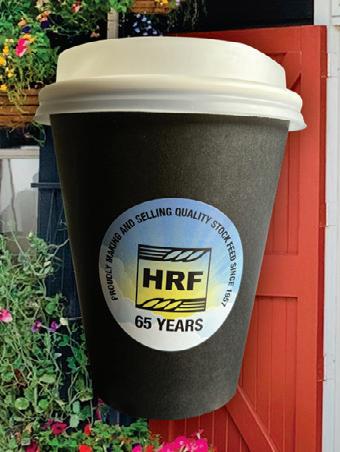 PROUDLY MAKING AND SELLING QUALITY STOCK FEED SINCE 1957
HRF
65 YEARS